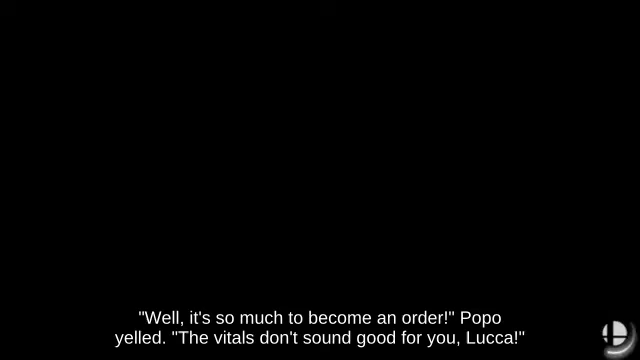 "Well, it's so much to become an order!" Popo
yelled. "The vitals don't sound good for you, Lucca!"